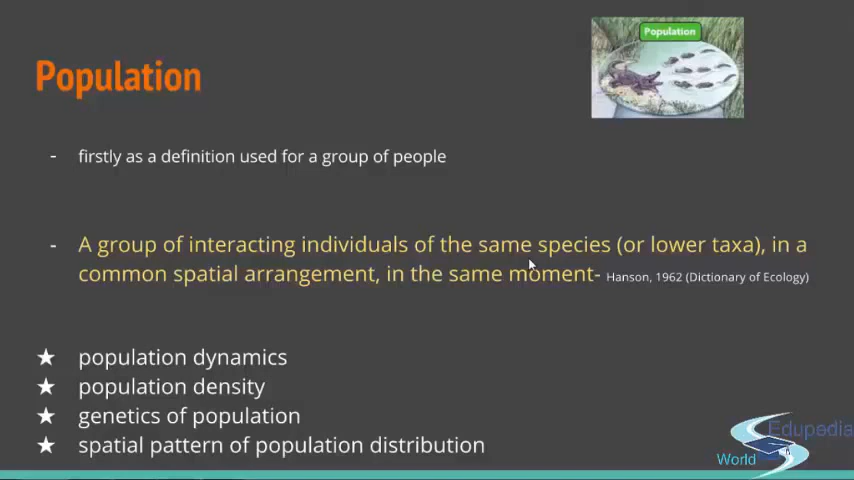 Population
Population
- firstly as a definition used for a group of people
- A group of interacting individuals of the same species (or lower taxa), in a
common spatial arrangement, in the same moment- Hanson, 1962 (Dictionary of Ecology)
★ population dynamics
★ population density
★ genetics of population
★ spatial pattern of population distribution
Edupedia
World